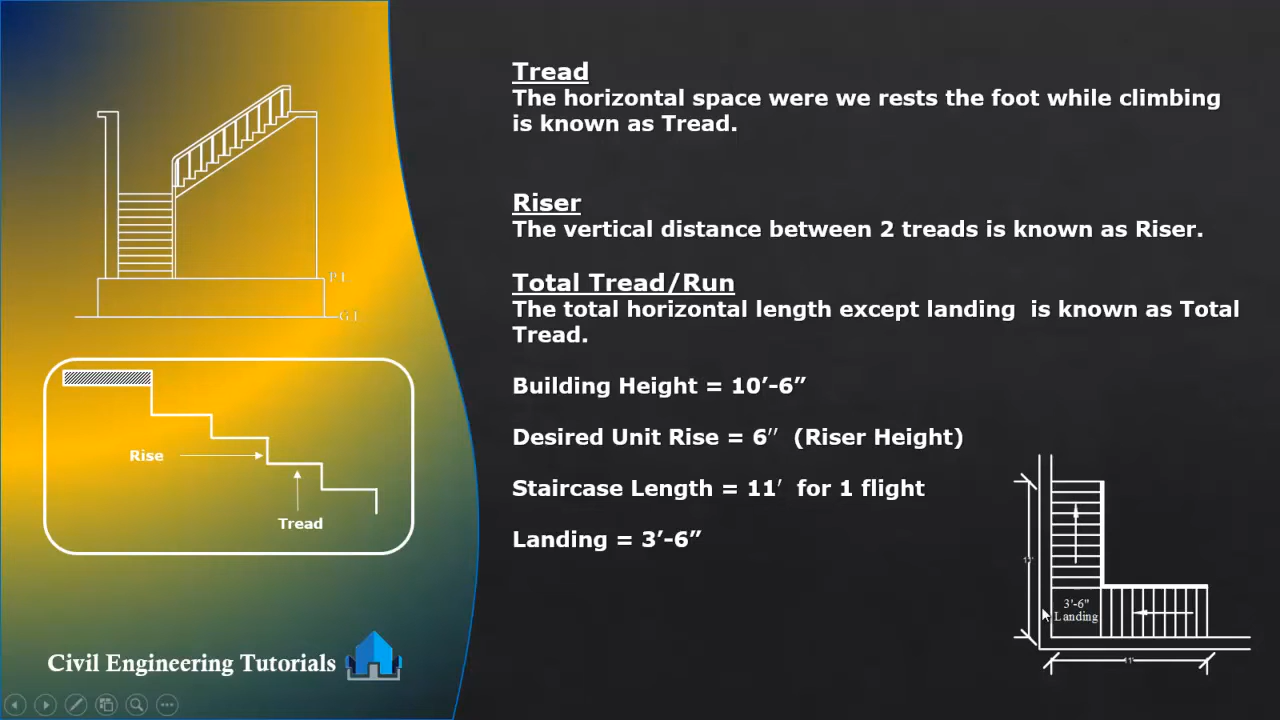 Tread
The horizontal space were we rests the foot while climbing
is known as Tread.
Riser
The vertical distance between 2 treads is known as Riser.
Total Tread/Run
The total horizontal length except landing  is known as Total
Tread.
Building Height = 10’-6”
Desired Unit Rise = 6′′  (Riser Height)
Staircase Length = 11′  for 1 flight
Landing = 3’-6”
P.L
G.L
Rise
Tread
11'
3'-6"
Landing
11'
Civil Engineering Tutorials